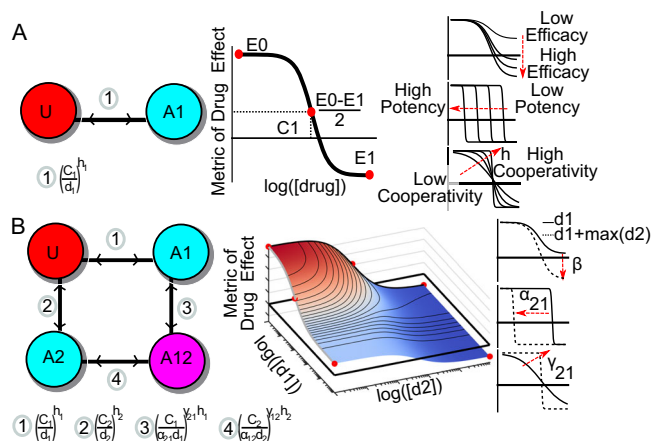 A
U
1
A1
1 (C1/d1)^h1
Metric of Drug Effect
E0
E0-E1
2
C1
E1
log([drug])
Low
Efficacy
High
Efficacy
High
Potency
Low
Potency
h
High
Cooperativity
Low
Cooperativity
B
U
1
A1
2
3
A2
4
A12
1 (C1/d1)^h1 2 (C2/d2)^h2 3 (C1/α21d1)^γ21h1 4 (C2/α12d2)^γ12h2
Metric of
Drug Effect
log([d1])
log([d2])
d1
d1+max(d2)
β
α21
γ21